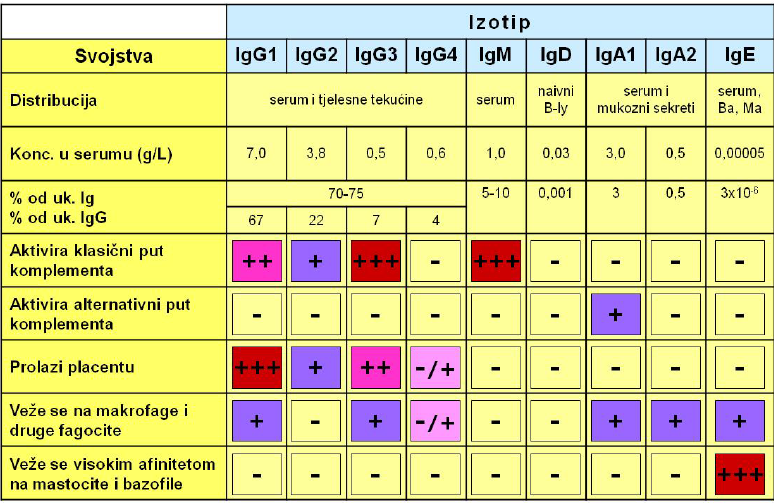 Izotip
Svojstva IgG1 IgG2 IgG3 IgG4 IgM IgD IgA1 IgA2 IgE
Distribucija serum i tjelesne tekućine serum naivni B-ly serum i mukozni sekreti serum, Ba, Ma
Konc. u serumu (g/L) 7,0 3,8 0,5 0,6 1,0 0,03 3,0 0,5 0,00005
% od uk. Ig 70-75 5-10 0,001 3 0,5 3x10-6
% od uk. IgG 67 22 7 4
Aktivira klasični put
komplementa ++ + +++ - +++ - - - -
Aktivira alternativni put
komplementa - - - - - - + - -
Prolazi placentu +++ + ++ -/+ - - - - -
Veže se na makrofage i
druge fagocite + - + -/+ - - + + +
Veže se visokim afinitetom
na mastocite i bazofile - - - - - - - - +++